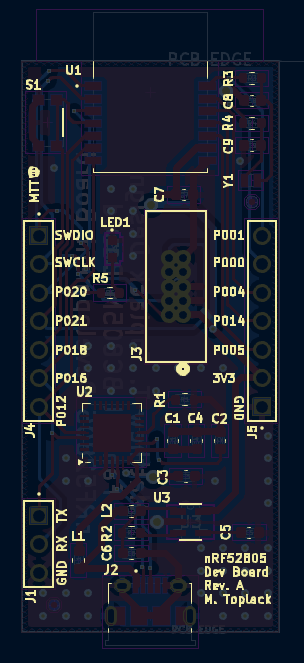 PCB EDGE
U1
S1
R3
C8
R4
C9
Y1
MTT
C7
LED1
SWDIO
P001
SWCLK
P000
P020
R5
P004
P021
P014
P018
J3
P005
P016
3V3
U2
R1
P012
GND
C1 C4 C2
J4
J5
C3
U3
TX
L2
RX
L1
R2
C5
GND
C6
J1
J2
nRF52805
Dev Board
Rev. A
M. Toplack
PCB EDGE